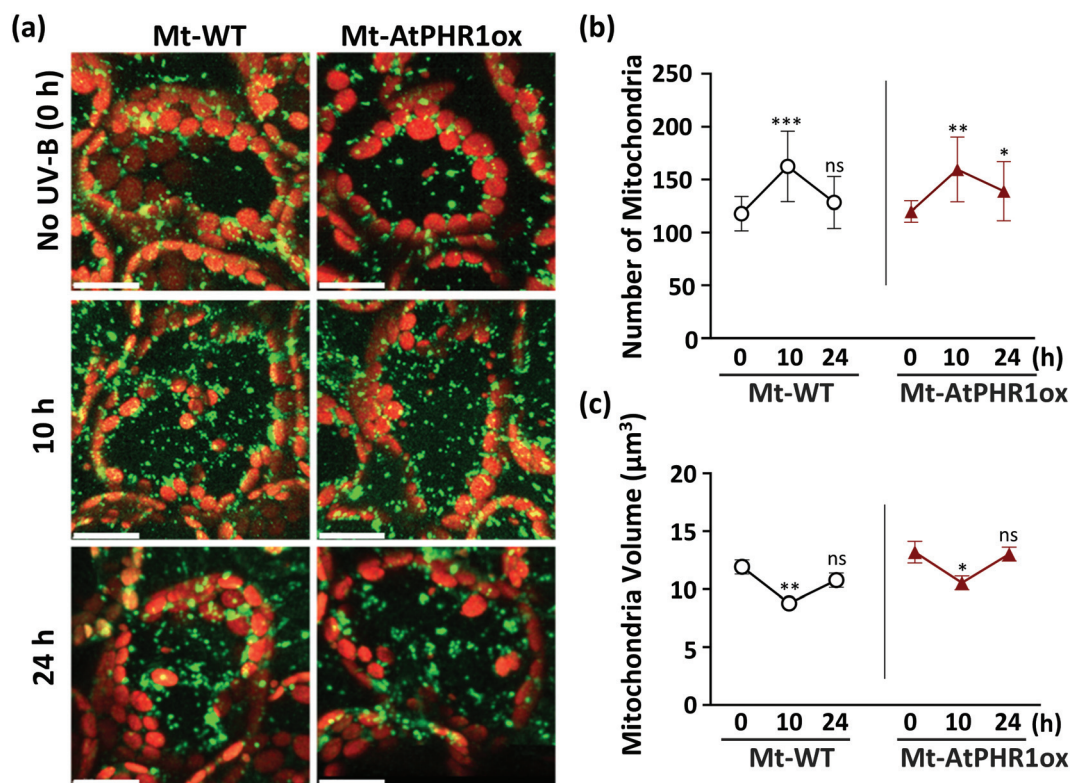 (a)
Mt-WT
Mt-AtPHR1ox
No UV-B (0 h)
10 h
24 h
(b)
Number of Mitochondria
250
200
150
100
50
0
***
ns
**
*
0 10 24 0 10 24 (h)
Mt-WT Mt-AtPHR1ox
(c)
Mitochondria Volume (µm³)
20
15
10
5
0
**
ns
*
ns
0 10 24 0 10 24 (h)
Mt-WT Mt-AtPHR1ox